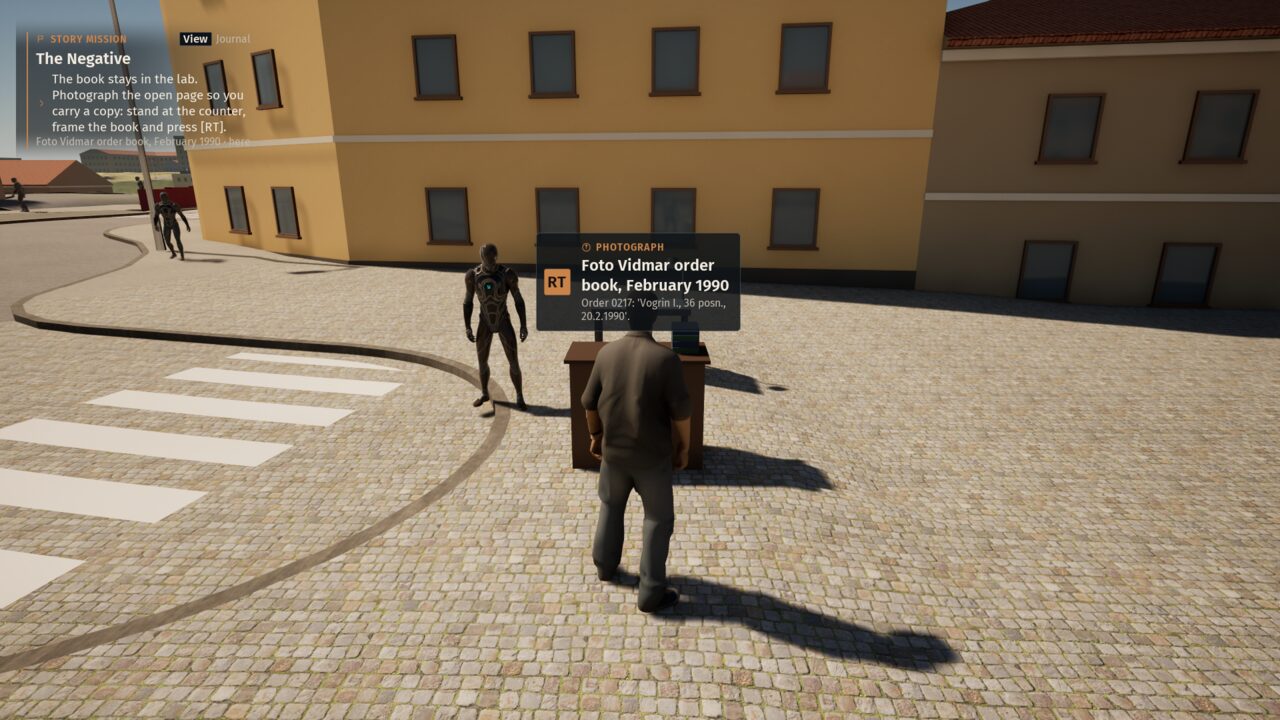 STORY MISSION
View Journal
The Negative
The book stays in the lab.
Photograph the open page so you
carry a copy: stand at the counter,
frame the book and press [RT].
Foto Vidmar order book, February 1990 · here
PHOTOGRAPH
RT
Foto Vidmar order
book, February 1990
Order 0217: 'Vogrin I., 36 posn.,
20.2.1990'.